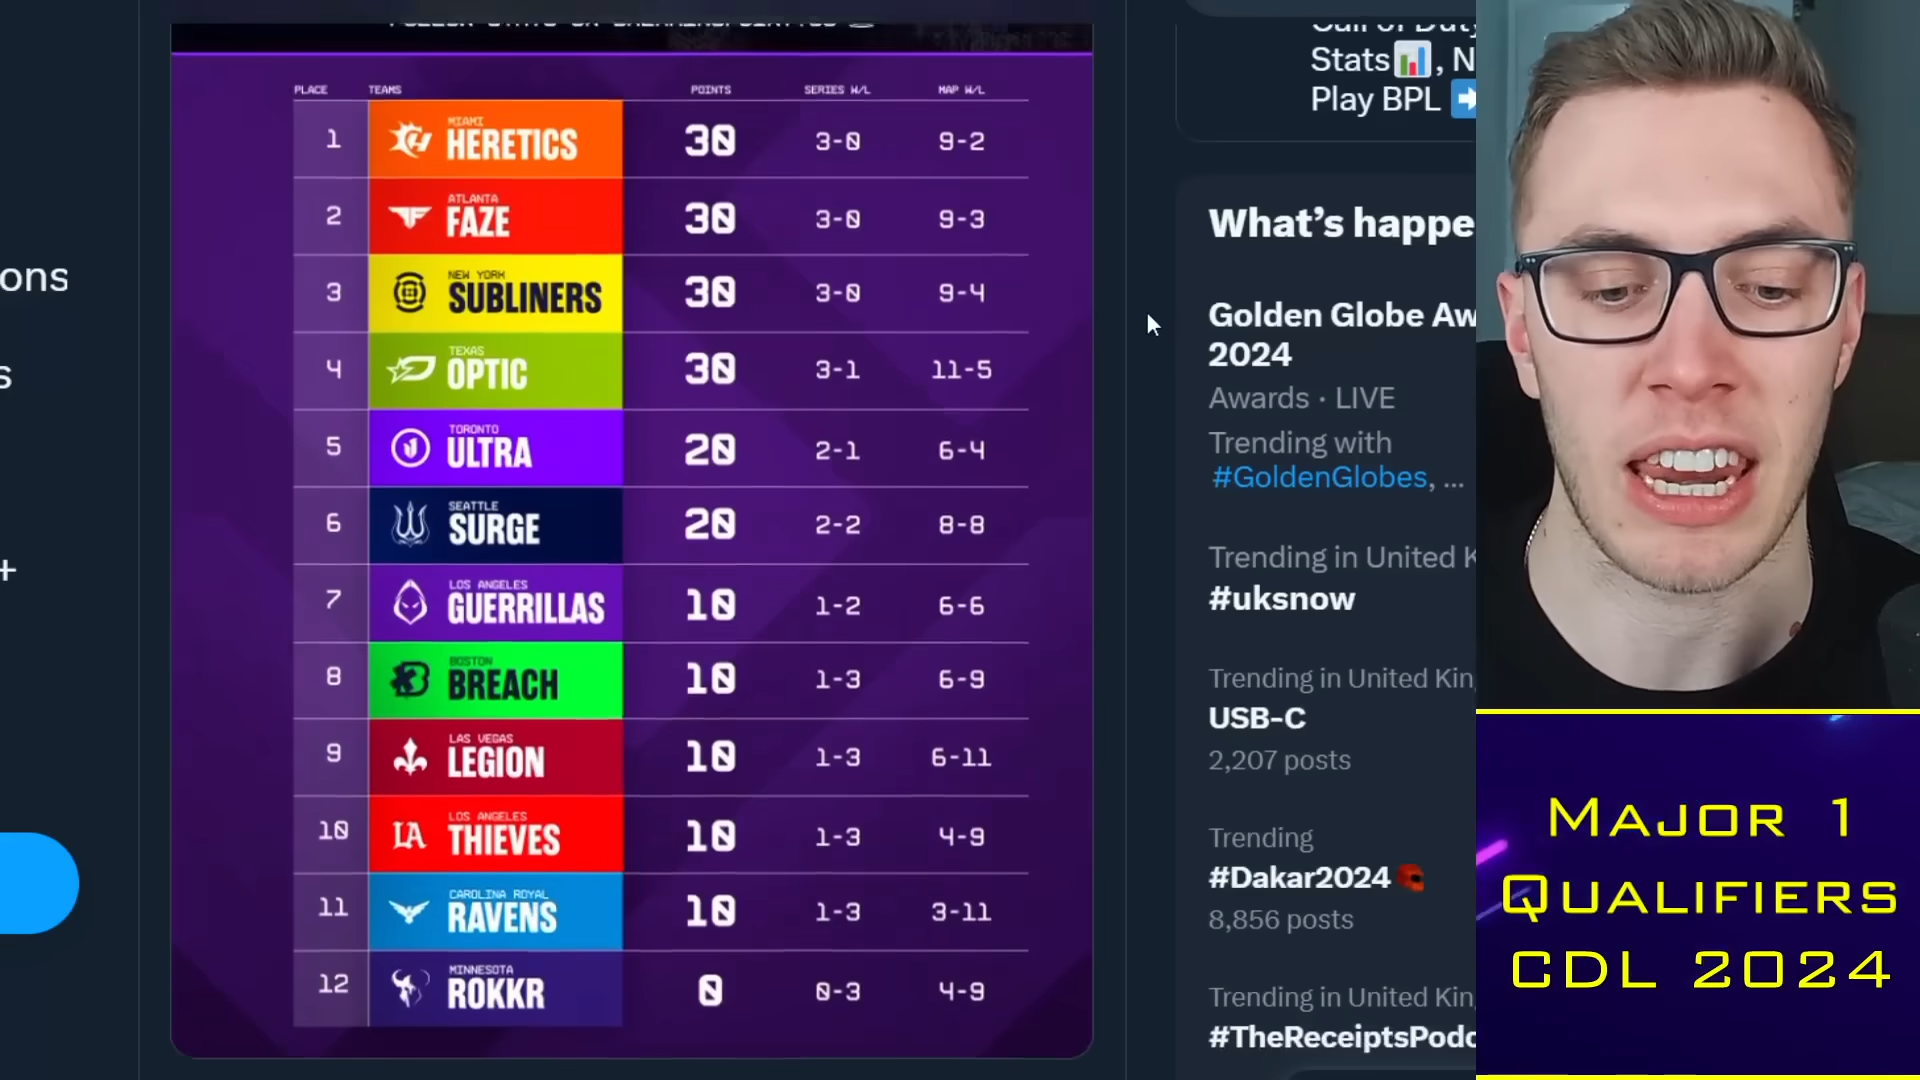 PLACE TEAMS POINTS SERIES W/L MAP W/L
1 MIAMI HERETICS 30 3-0 9-2
2 ATLANTA FAZE 30 3-0 9-3
3 NEW YORK SUBLINERS 30 3-0 9-4
4 TEXAS OPTIC 30 3-1 11-5
5 TORONTO ULTRA 20 2-1 6-4
6 SEATTLE SURGE 20 2-2 8-8
7 LOS ANGELES GUERRILLAS 10 1-2 6-6
8 BOSTON BREACH 10 1-3 6-9
9 LAS VEGAS LEGION 10 1-3 6-11
10 LOS ANGELES THIEVES 10 1-3 4-9
11 CAROLINA ROYAL RAVENS 10 1-3 3-11
12 MINNESOTA ROKKR 0 0-3 4-9
ons
s
+
Call of Duty
Stats📊, N
Play BPL ➡
What's happe
Golden Globe Aw
2024
Awards · LIVE
Trending with
#GoldenGlobes, ...
Trending in United K
#uksnow
Trending in United Kin
USB-C
2,207 posts
Trending
#Dakar2024
8,856 posts
Trending in United Kin
#TheReceiptsPodc
MAJOR 1
QUALIFIERS
CDL 2024